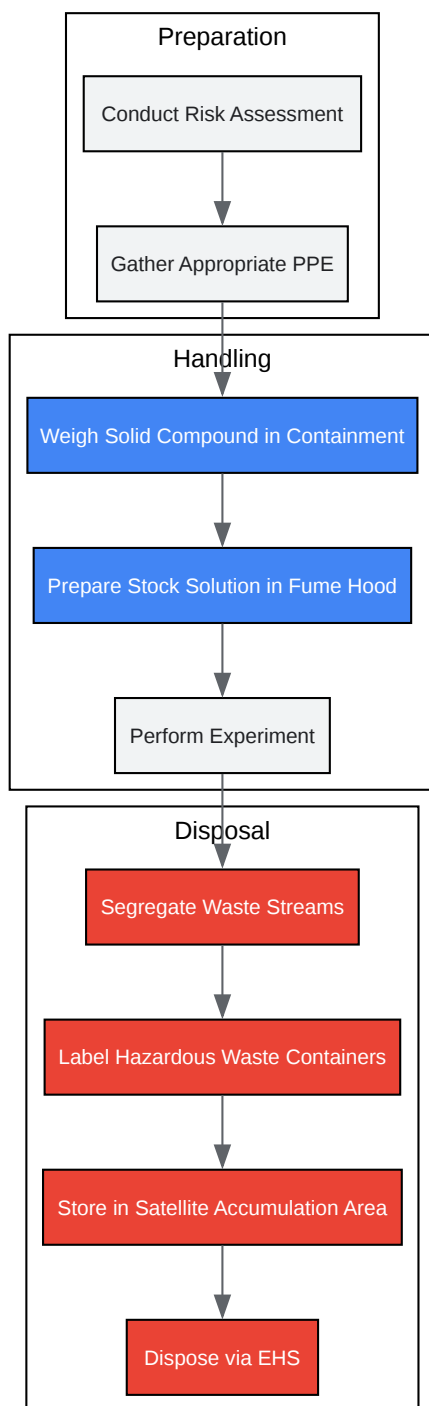 Preparation
Conduct Risk Assessment
Gather Appropriate PPE
Handling
Weigh Solid Compound in Containment
Prepare Stock Solution in Fume Hood
Perform Experiment
Disposal
Segregate Waste Streams
Label Hazardous Waste Containers
Store in Satellite Accumulation Area
Dispose via EHS